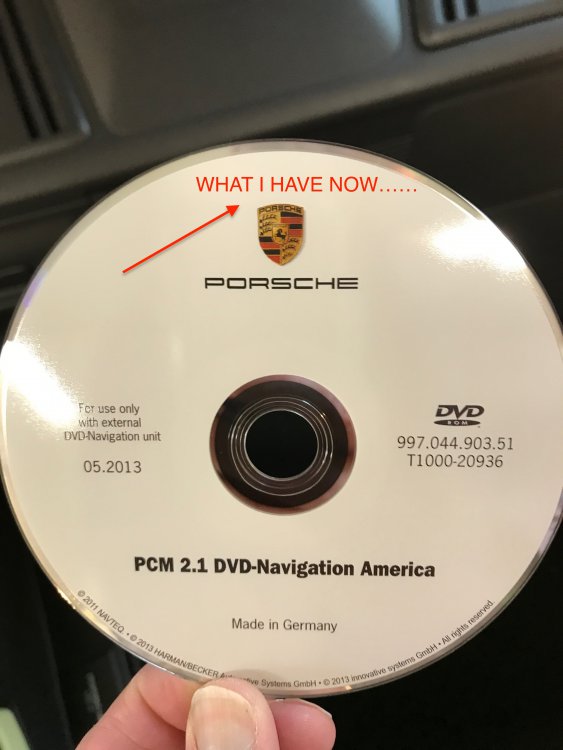 WHAT I HAVE NOW......
PORSCHE
PORSCHE
For use only
with external
DVD-Navigation unit
05.2013
DVD
ROM
997.044.903.51
T1000-20936
PCM 2.1 DVD-Navigation America
Made in Germany
© 2011 NAVTEQ. • © 2013 HARMAN/BECKER Automotive Systems GmbH • © 2013 innovative systems GmbH • All rights reserved.